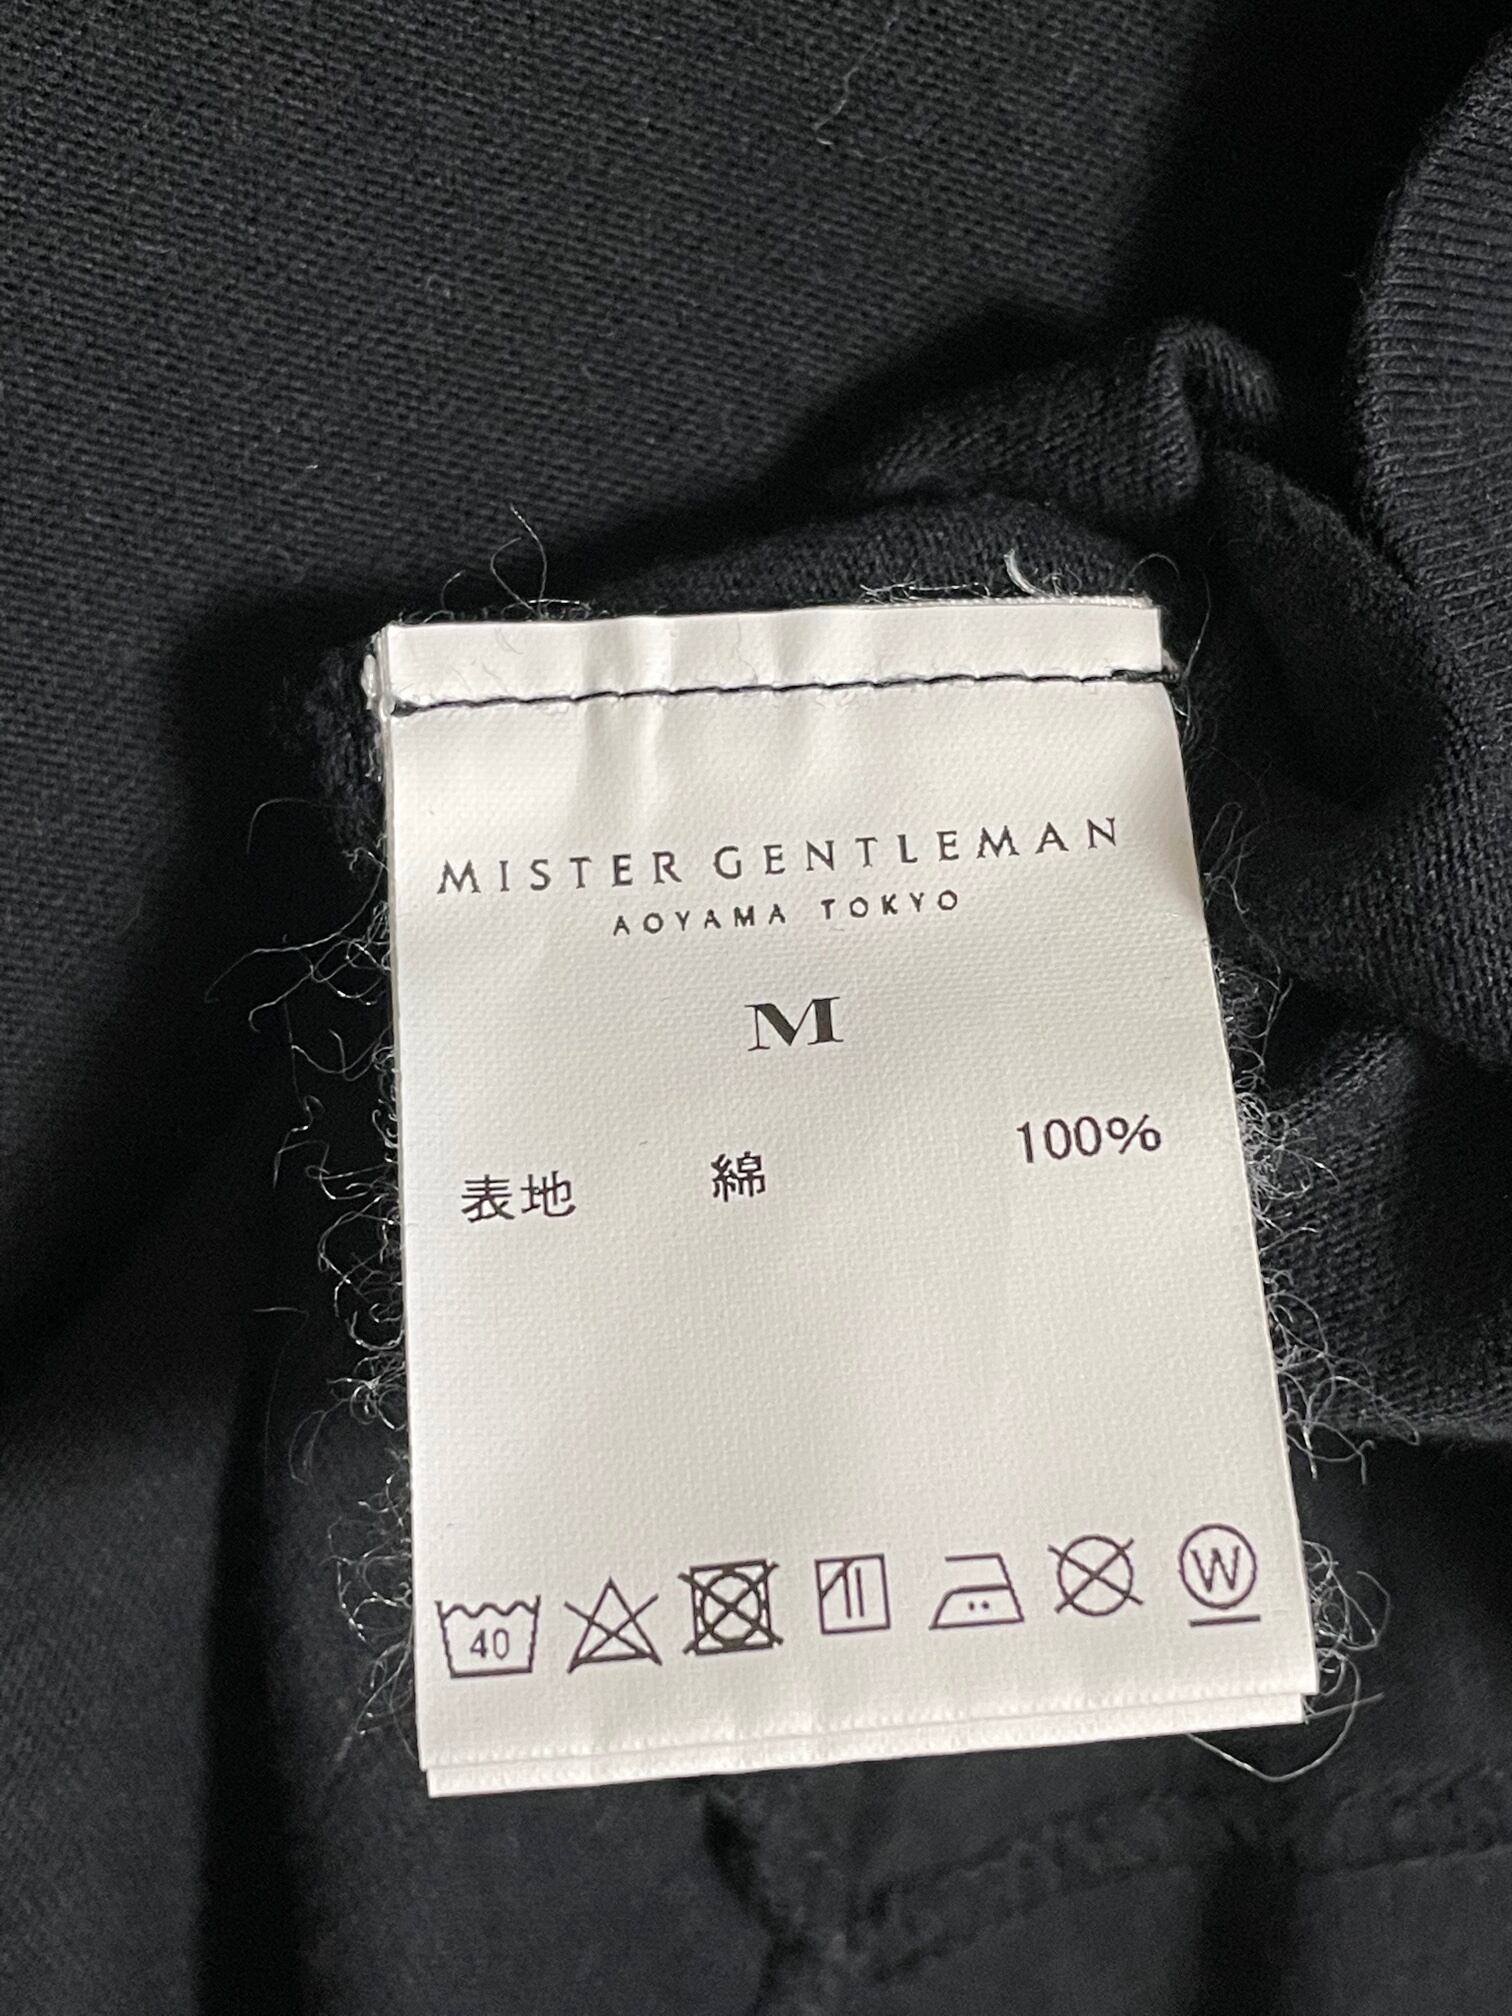 MISTER GENTLEMAN
AOYAMA TOKYO
M
表地 綿 100%
40 W